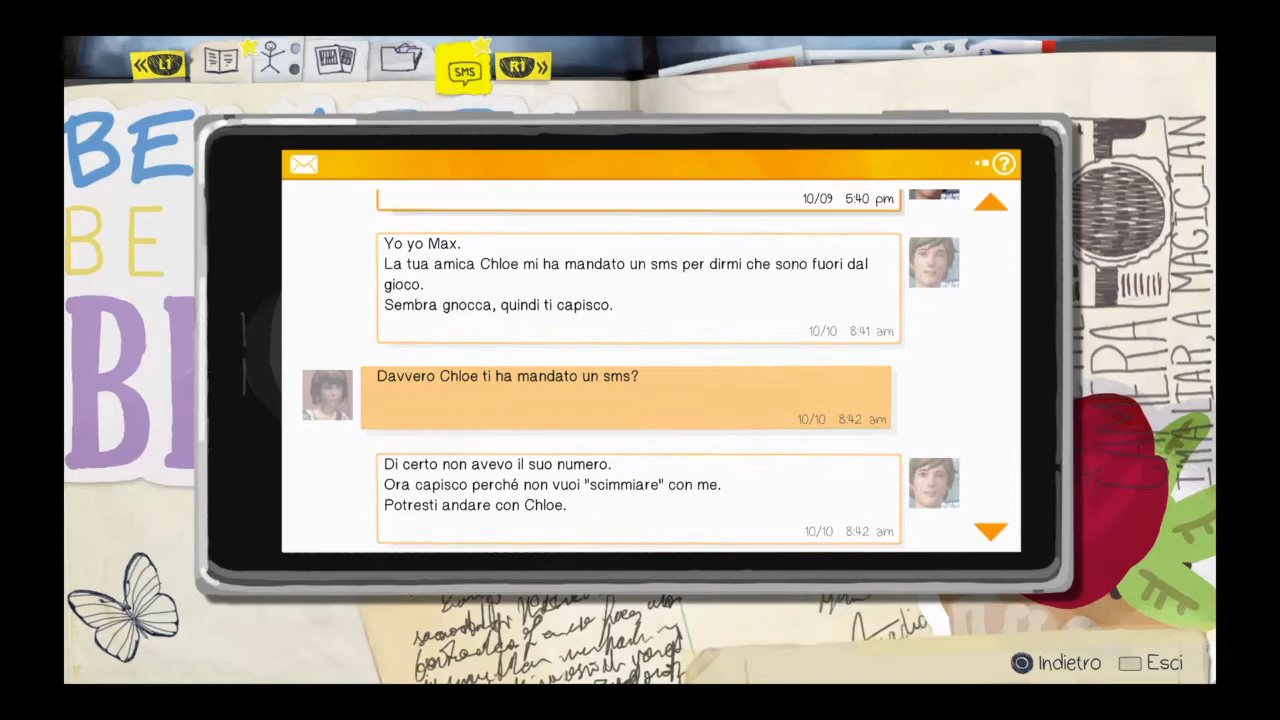 L1
SMS
R1
BE
BE
BE
10/09 5:40 pm
Yo yo Max.
La tua amica Chloe mi ha mandato un sms per dirmi che sono fuori dal
gioco.
Sembra gnocca, quindi ti capisco.
10/10 8:41 am
Davvero Chloe ti ha mandato un sms?
10/10 8:42 am
Di certo non avevo il suo numero.
Ora capisco perché non vuoi "scimmiare" con me.
Potresti andare con Chloe.
10/10 8:42 am
MAGICIAN
Indietro
Esci